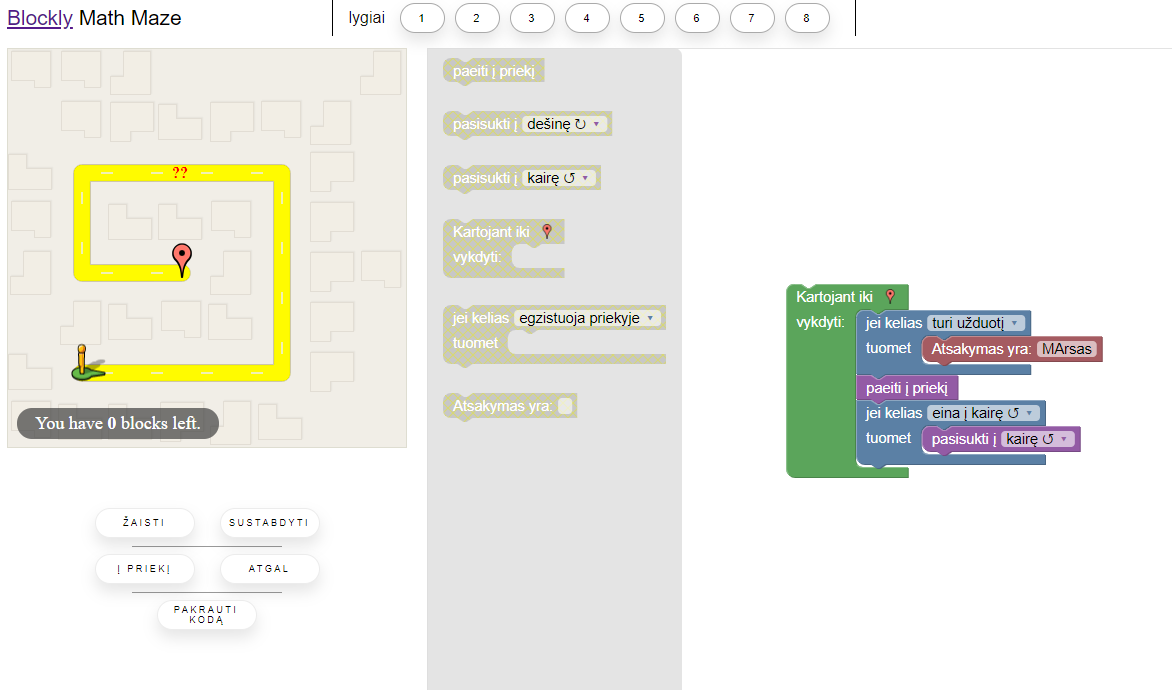 Blockly Math Maze
lygiai 1 2 3 4 5 6 7 8
??
You have 0 blocks left.
ŽAISTI
SUSTABDYTI
Į PRIEKĮ
ATGAL
PAKRAUTI
KODĄ
paeiti į priekį
pasisukti į dešinę ↻ ▾
pasisukti į kairę ↺ ▾
Kartojant iki
vykdyti:
jei kelias egzistuoja priekyje ▾
tuomet
Atsakymas yra:
Kartojant iki
vykdyti:
jei kelias turi užduotį ▾
tuomet Atsakymas yra: MArsas
paeiti į priekį
jei kelias eina į kairę ↺ ▾
tuomet pasisukti į kairę ↺ ▾